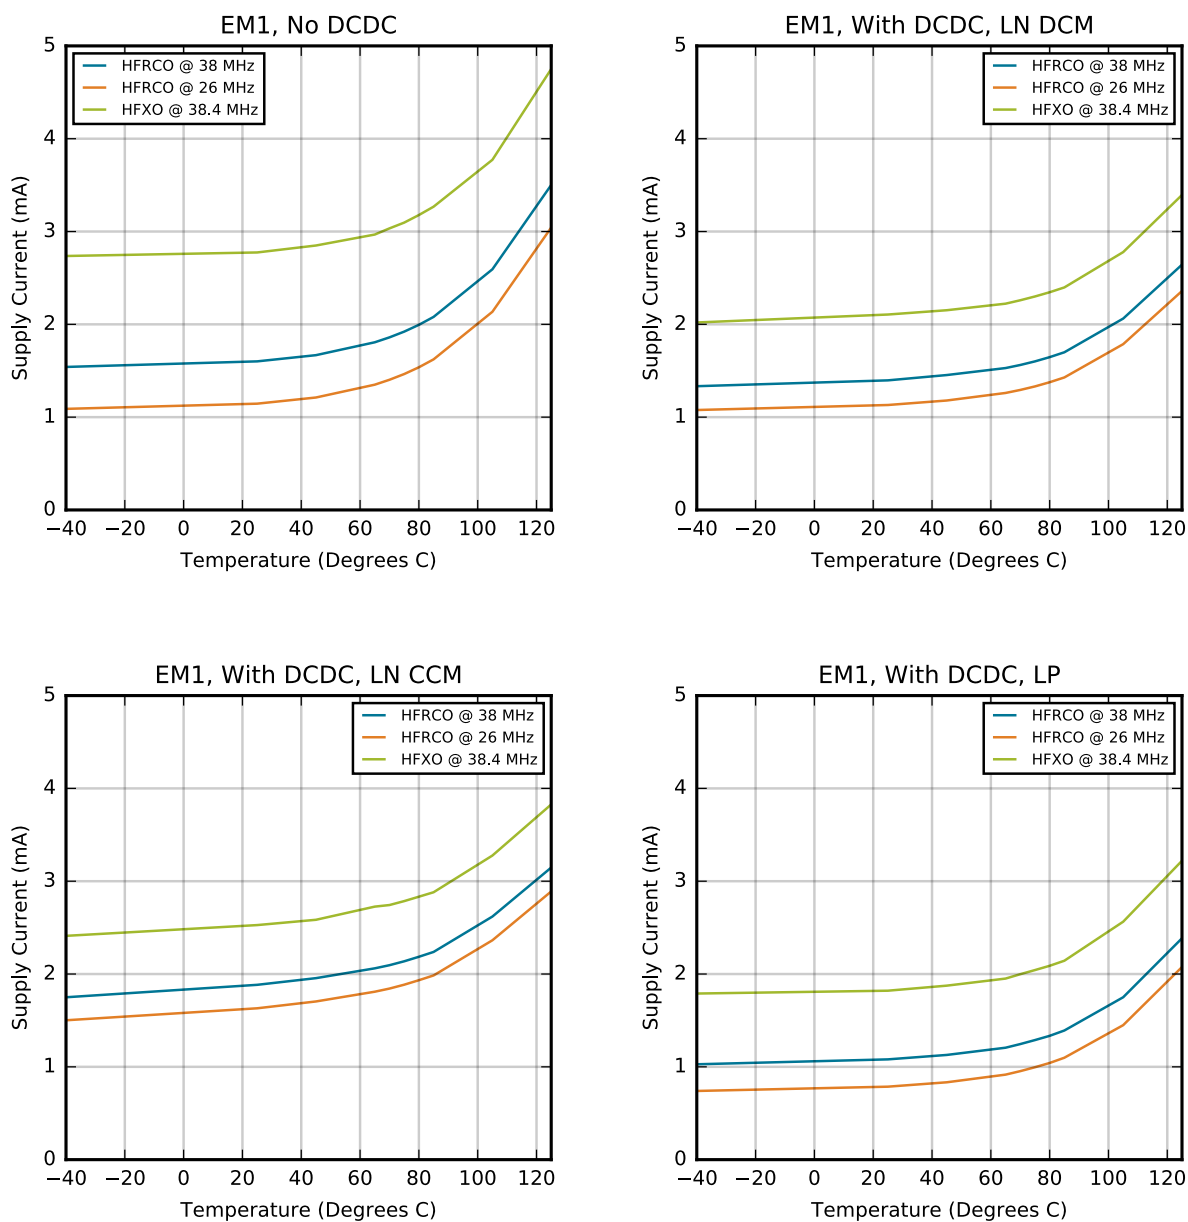 EM1, No DCDC
5
4
3
2
1
0
Supply Current (mA)
HFRCO @ 38 MHz
HFRCO @ 26 MHz
HFXO @ 38.4 MHz
−40 −20 0 20 40 60 80 100 120
Temperature (Degrees C)
EM1, With DCDC, LN DCM
5
4
3
2
1
0
Supply Current (mA)
HFRCO @ 38 MHz
HFRCO @ 26 MHz
HFXO @ 38.4 MHz
−40 −20 0 20 40 60 80 100 120
Temperature (Degrees C)
EM1, With DCDC, LN CCM
5
4
3
2
1
0
Supply Current (mA)
HFRCO @ 38 MHz
HFRCO @ 26 MHz
HFXO @ 38.4 MHz
−40 −20 0 20 40 60 80 100 120
Temperature (Degrees C)
EM1, With DCDC, LP
5
4
3
2
1
0
Supply Current (mA)
HFRCO @ 38 MHz
HFRCO @ 26 MHz
HFXO @ 38.4 MHz
−40 −20 0 20 40 60 80 100 120
Temperature (Degrees C)